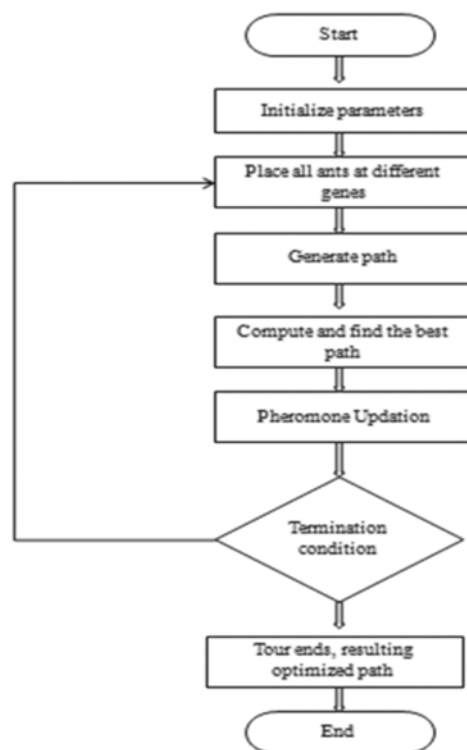 Start
Initialize parameters
Place all ants at different
genes
Generate path
Compute and find the best
path
Pheromone Updation
Termination
condition
Tour ends, resulting
optimized path
End